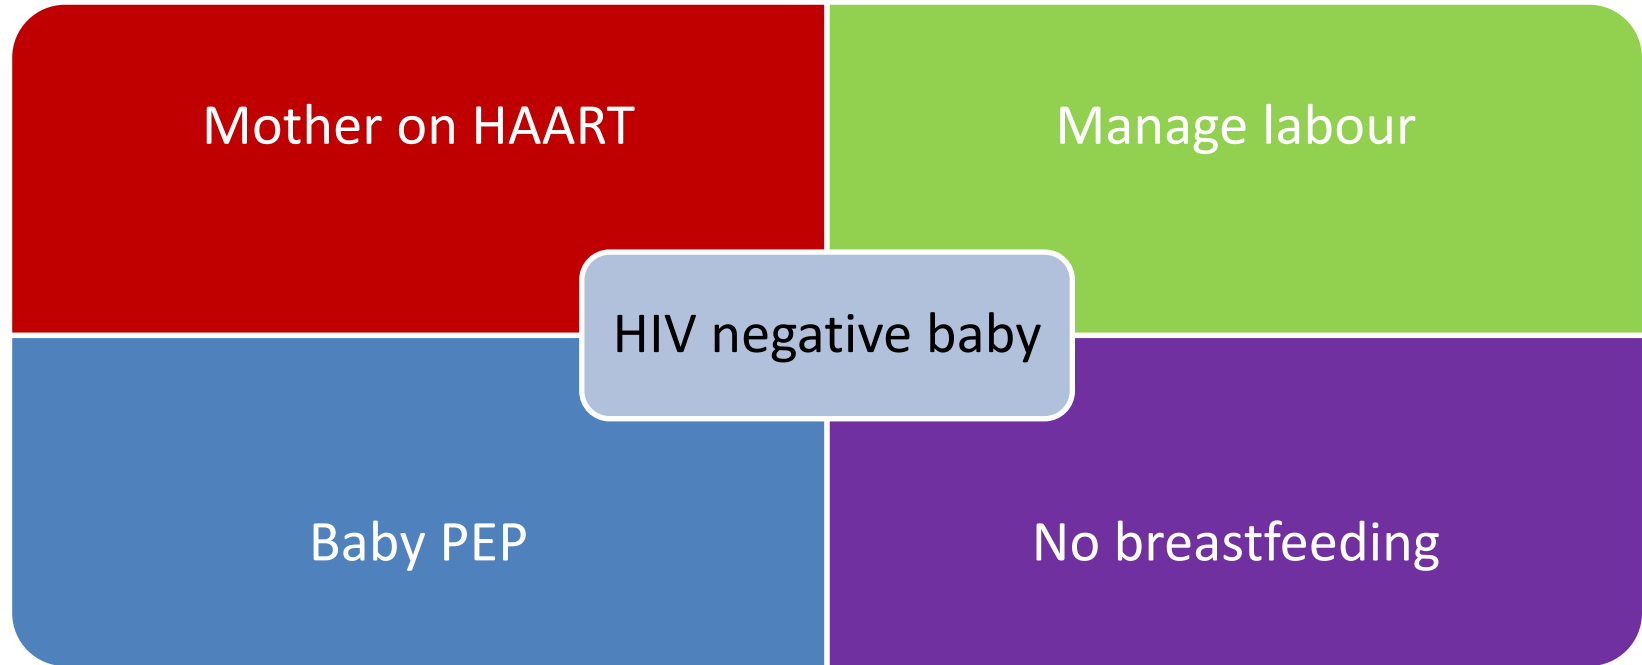 Mother on HAART
Manage labour
HIV negative baby
Baby PEP
No breastfeeding